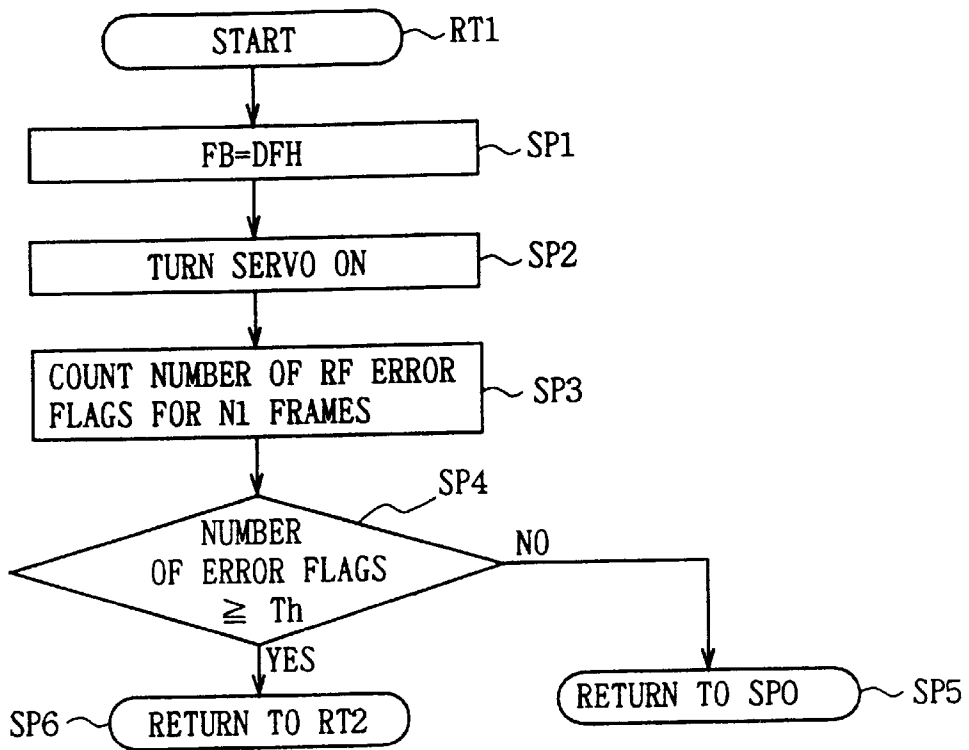 START
RT1
FB=DFH
SP1
TURN SERVO ON
SP2
COUNT NUMBER OF RF ERROR
FLAGS FOR N1 FRAMES
SP3
SP4
NUMBER
OF ERROR FLAGS
≧ Th
NO
YES
RETURN TO SP0
SP5
SP6
RETURN TO RT2